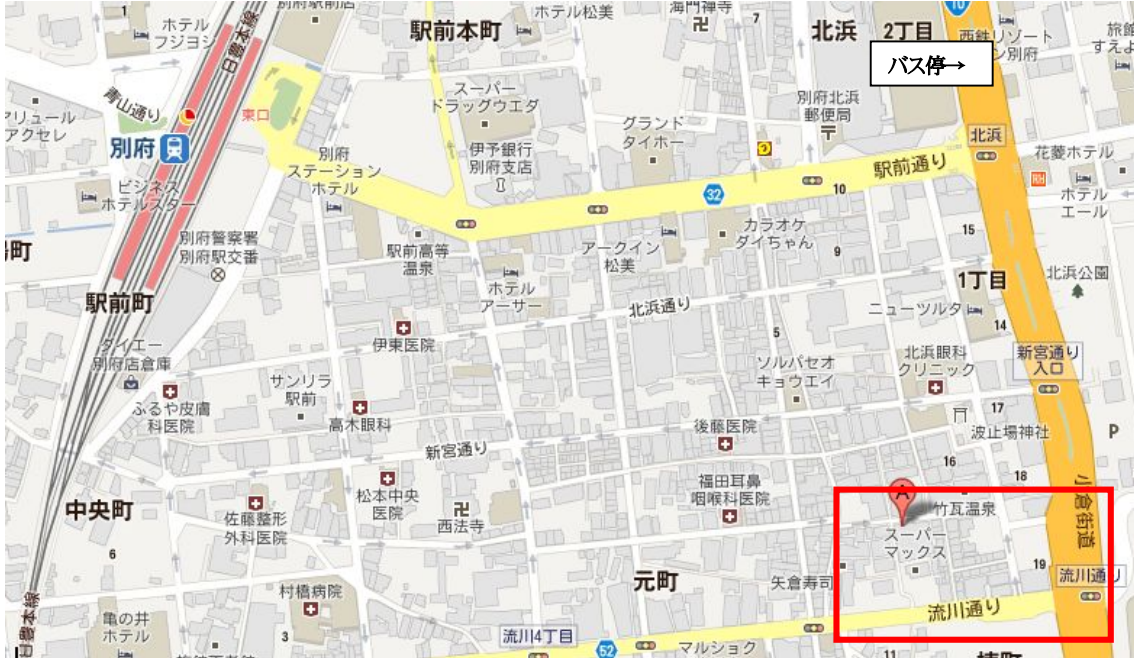 ホテル
フジヨシ
日豊本線
別府駅前店
駅前本町
ホテル松美
海門禅寺
7
北浜
2丁目
10
バス停→
青山通り
東口
別府
アクセレ
ビジネス
ホテルスター
別府
ステーション
ホテル
スーパー
ドラッグウエダ
伊予銀行
別府支店
グランド
タイホー
別府北浜
郵便局
北浜
花菱ホテル
RH
ホテル
エール
駅前通り
32
10
カラオケ
ダイちゃん
アークイン
松美
駅前高等
温泉
ホテル
アーサー
別府警察署
別府駅交番
駅前町
9
15
1丁目
北浜公園
ニューツルタ
14
北浜通り
伊東医院
5
ダイエー
別府店倉庫
ふるや皮膚
科医院
サンリラ
駅前
高木眼科
ソルパセオ
キョウエイ
北浜眼科
クリニック
新宮通り
入口
17
波止場神社
P
後藤医院
新宮通り
16
18
中央町
佐藤整形
外科医院
松本中央
医院
西法寺
福田耳鼻
咽喉科医院
A
竹瓦温泉
スーパー
マックス
小倉街道
6
村橋病院
元町
矢倉寿司
19
流川通り
流川通り
亀の井
ホテル
3
流川4丁目
52
マルショク
11
日豊本線